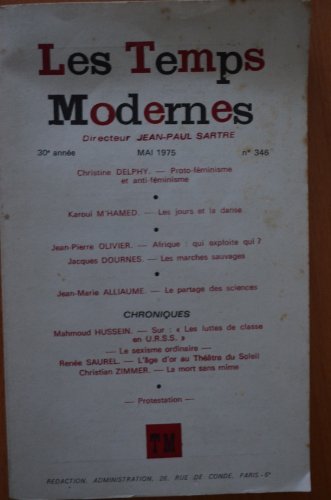 Les Temps
Modernes
Directeur JEAN-PAUL SARTRE
30e année MAI 1975 n° 346
Christine DELPHY. — Proto-féminisme
et anti-féminisme
•
Karoui M'HAMED. — Les jours et la danse
•
Jean-Pierre OLIVIER. — Afrique : qui exploite qui ?
Jacques DOURNES. — Les marches sauvages
•
Jean-Marie ALLIAUME. — Le partage des sciences
CHRONIQUES
Mahmoud HUSSEIN. — Sur : « Les luttes de classe
en U.R.S.S. »
— Le sexisme ordinaire —
Renée SAUREL. — L'âge d'or au Théâtre du Soleil
Christian ZIMMER. — La mort sans mime
•
— Protestation —
TM
REDACTION, ADMINISTRATION, 26, RUE DE CONDE, PARIS-6e